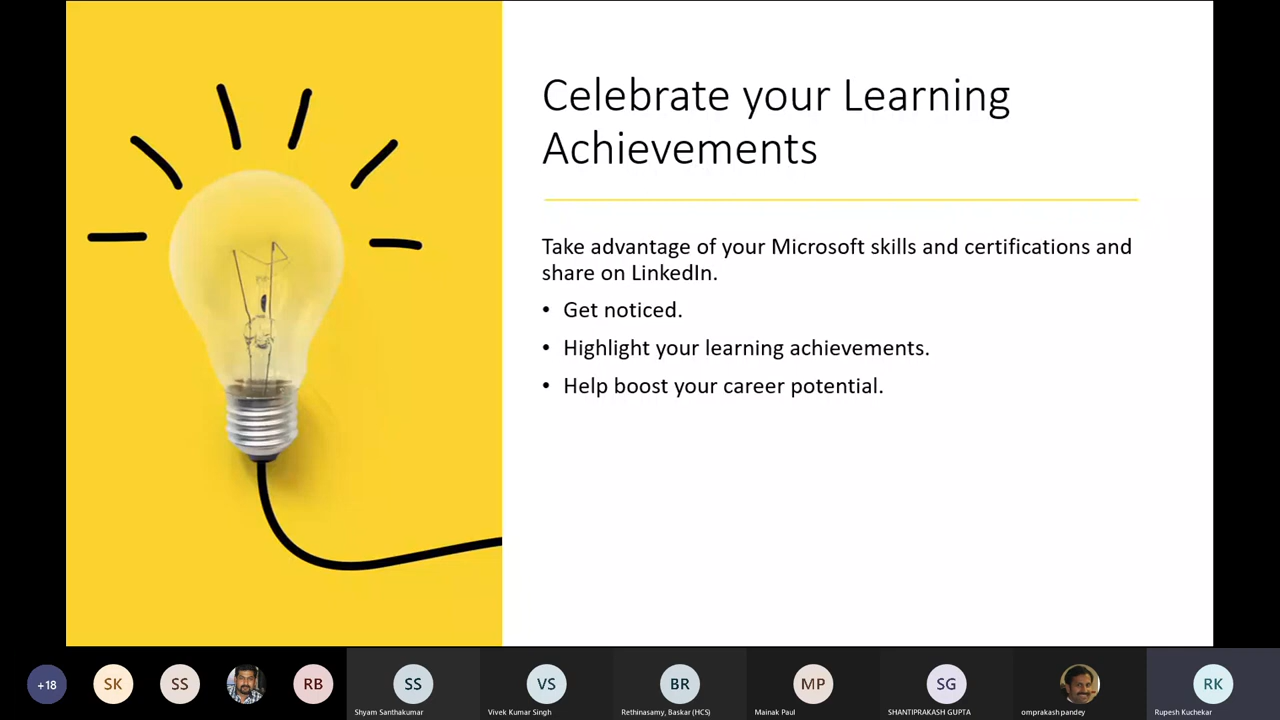 Celebrate your Learning
Achievements
Take advantage of your Microsoft skills and certifications and
share on LinkedIn.
• Get noticed.
• Highlight your learning achievements.
• Help boost your career potential.
+18
SK
SS
RB
SS
VS
BR
MP
SG
RK
Shyam Santhakumar
Vivek Kumar Singh
Rethinasamy, Baskar (HCS)
Mainak Paul
SHANTIPRAKASH GUPTA
omprakash pandey
Rupesh Kuchekar